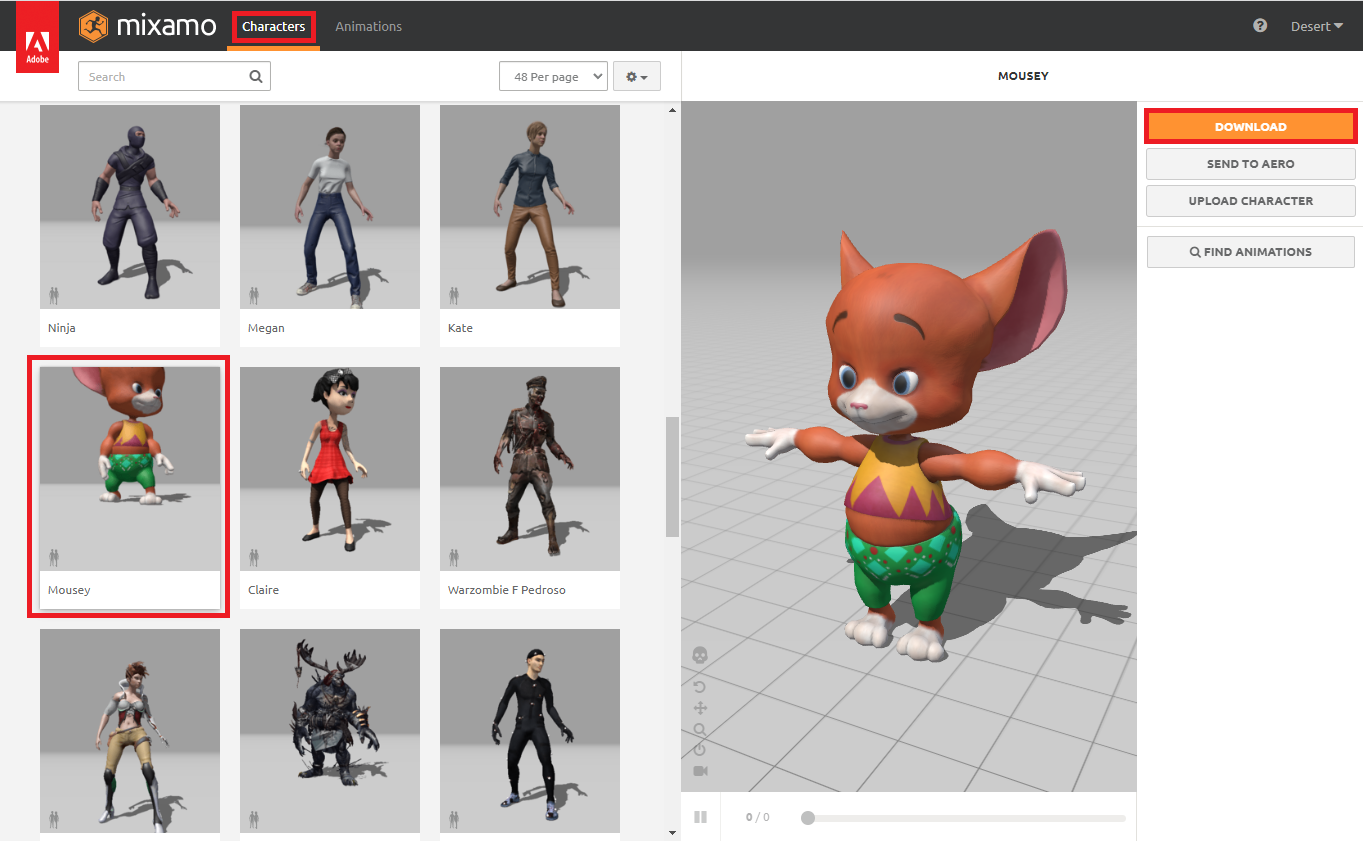 Adobe
mixamo
Characters
Animations
Desert
Search
48 Per page
MOUSEY
DOWNLOAD
SEND TO AERO
UPLOAD CHARACTER
FIND ANIMATIONS
Ninja
Megan
Kate
Mousey
Claire
Warzombie F Pedroso
0 / 0